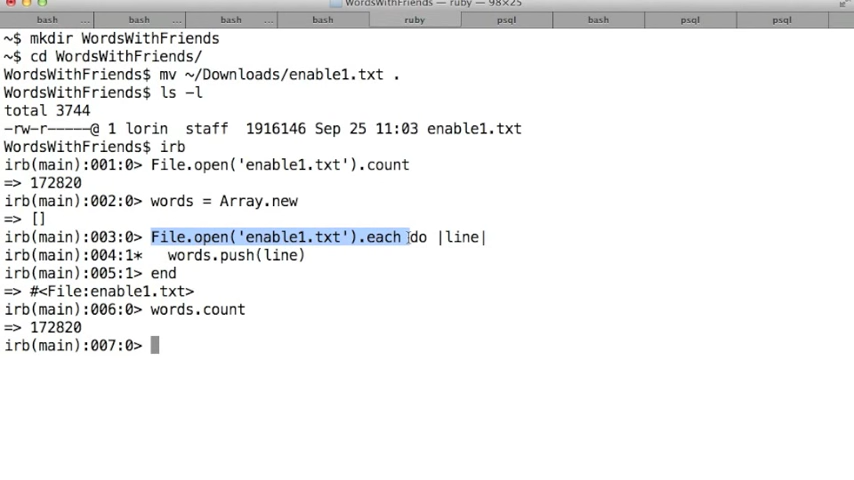 WordsWithFriends — ruby — 98×25
bash ... bash ... bash ... bash ruby psql bash psql psql
~$ mkdir WordsWithFriends
~$ cd WordsWithFriends/
WordsWithFriends$ mv ~/Downloads/enable1.txt .
WordsWithFriends$ ls -l
total 3744
-rw-r-----@ 1 lorin  staff  1916146 Sep 25 11:03 enable1.txt
WordsWithFriends$ irb
irb(main):001:0> File.open('enable1.txt').count
=> 172820
irb(main):002:0> words = Array.new
=> []
irb(main):003:0> File.open('enable1.txt').each do |line|
irb(main):004:1*   words.push(line)
irb(main):005:1> end
=> #<File:enable1.txt>
irb(main):006:0> words.count
=> 172820
irb(main):007:0>